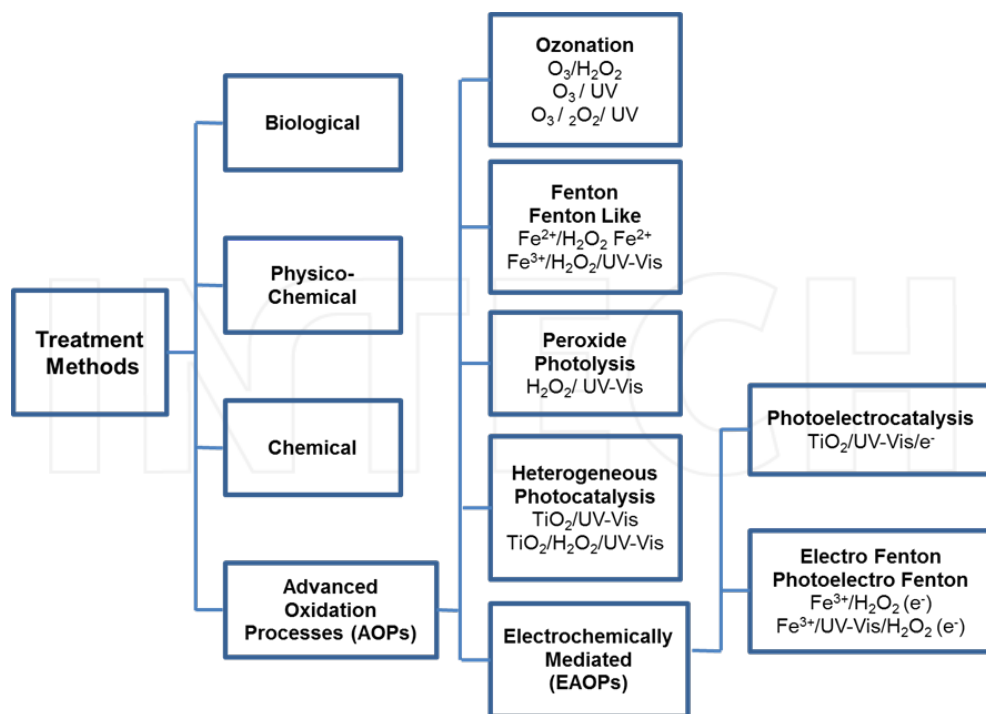 Treatment
Methods
Biological
Physico-
Chemical
Chemical
Advanced
Oxidation
Processes (AOPs)
Ozonation
O₃/H₂O₂
O₃ / UV
O₃ / ₂O₂/ UV
Fenton
Fenton Like
Fe²⁺/H₂O₂ Fe²⁺
Fe³⁺/H₂O₂/UV-Vis
Peroxide
Photolysis
H₂O₂/ UV-Vis
Heterogeneous
Photocatalysis
TiO₂/UV-Vis
TiO₂/H₂O₂/UV-Vis
Electrochemically
Mediated
(EAOPs)
Photoelectrocatalysis
TiO₂/UV-Vis/e⁻
Electro Fenton
Photoelectro Fenton
Fe³⁺/H₂O₂ (e⁻)
Fe³⁺/UV-Vis/H₂O₂ (e⁻)
INTECH